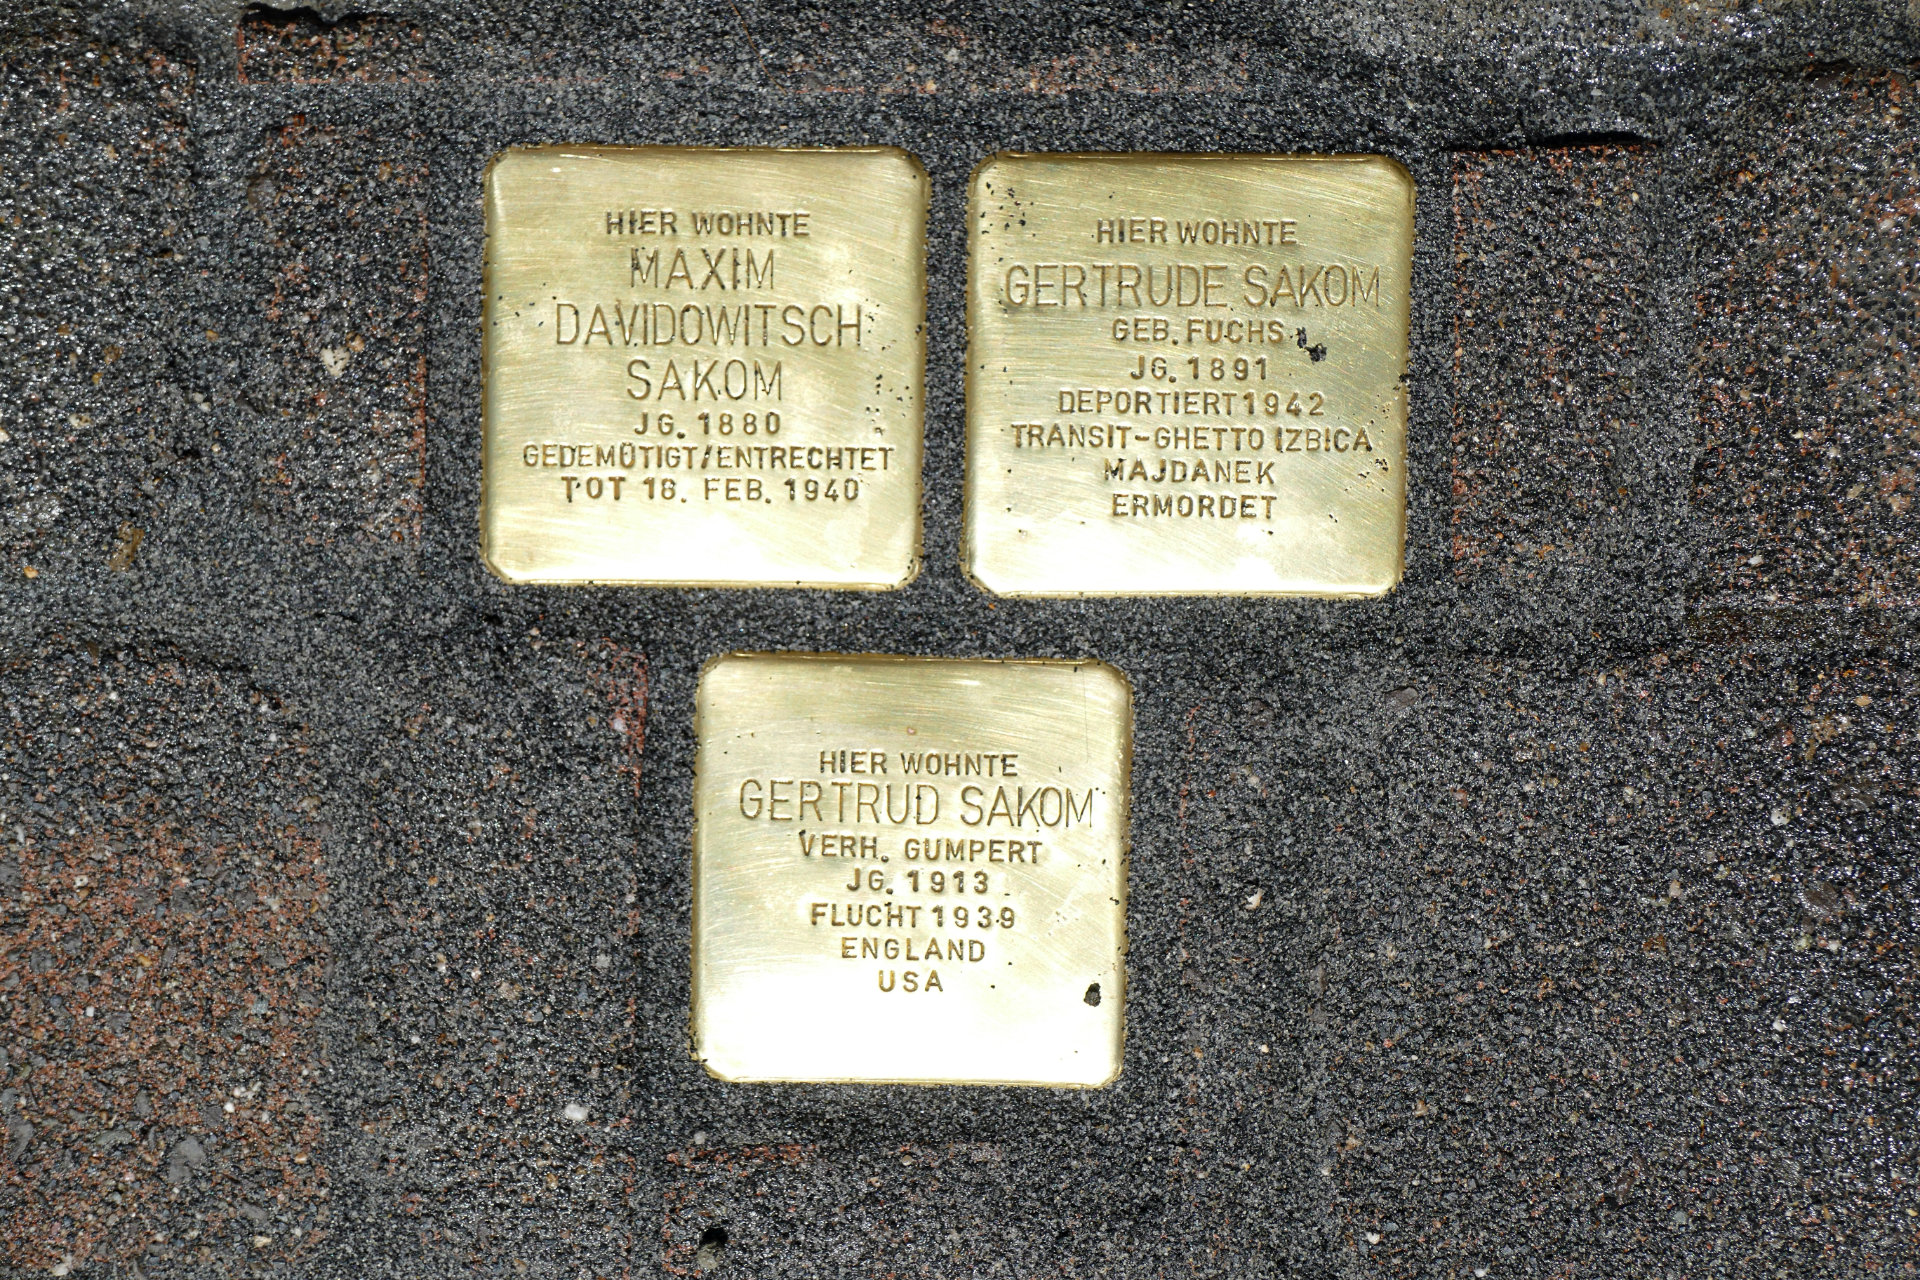 HIER WOHNTE
MAXIM
DAVIDOWITSCH
SAKOM
JG. 1880
GEDEMÜTIGT/ENTRECHTET
TOT 18. FEB. 1940
HIER WOHNTE
GERTRUDE SAKOM
GEB. FUCHS
JG. 1891
DEPORTIERT 1942
TRANSIT-GHETTO IZBICA
MAJDANEK
ERMORDET
HIER WOHNTE
GERTRUD SAKOM
VERH. GUMPERT
JG. 1913
FLUCHT 1939
ENGLAND
USA